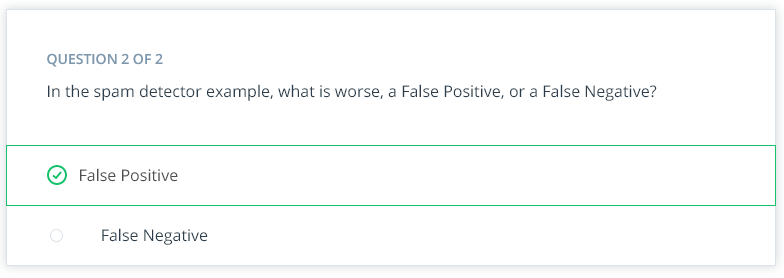 QUESTION 2 OF 2
In the spam detector example, what is worse, a False Positive, or a False Negative?
False Positive
False Negative